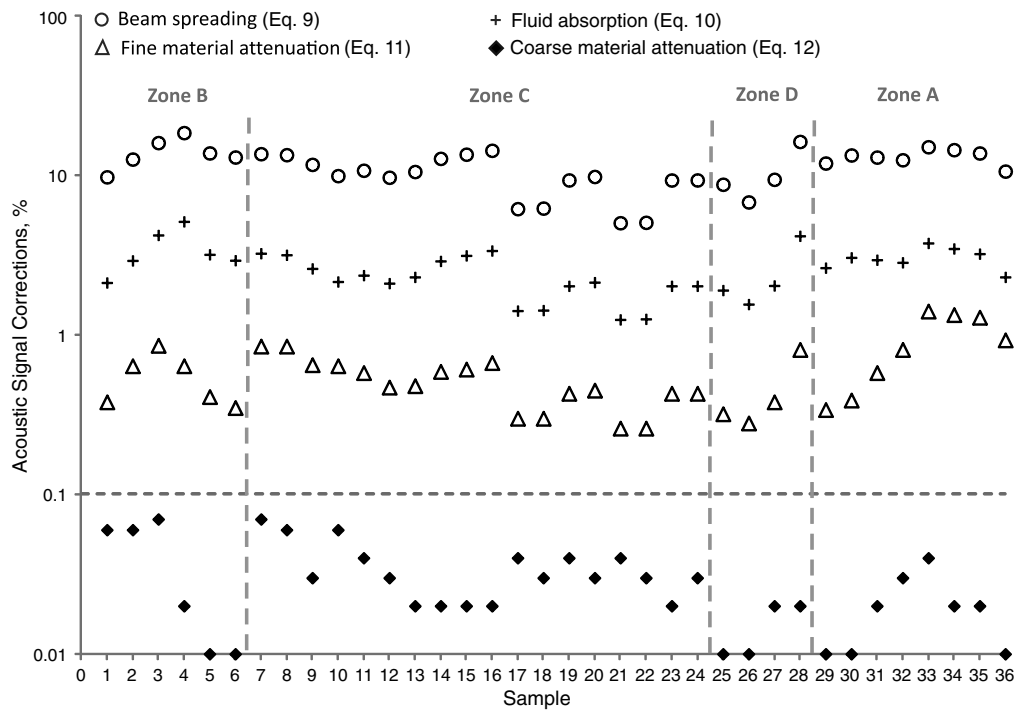 100
Beam spreading (Eq. 9)
Fluid absorption (Eq. 10)
Fine material attenuation (Eq. 11)
Coarse material attenuation (Eq. 12)
Zone B
Zone C
Zone D
Zone A
10
1
0.1
0.01
Acoustic Signal Corrections, %
0 1 2 3 4 5 6 7 8 9 10 11 12 13 14 15 16 17 18 19 20 21 22 23 24 25 26 27 28 29 30 31 32 33 34 35 36
Sample